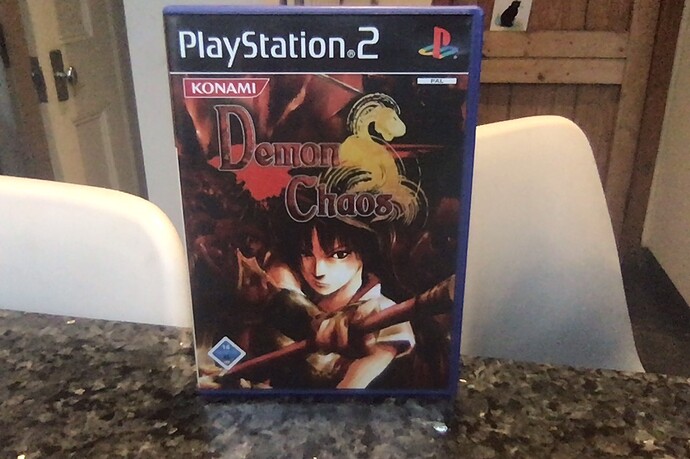 PlayStation®2
PAL
KONAMI
Demon
Chaos